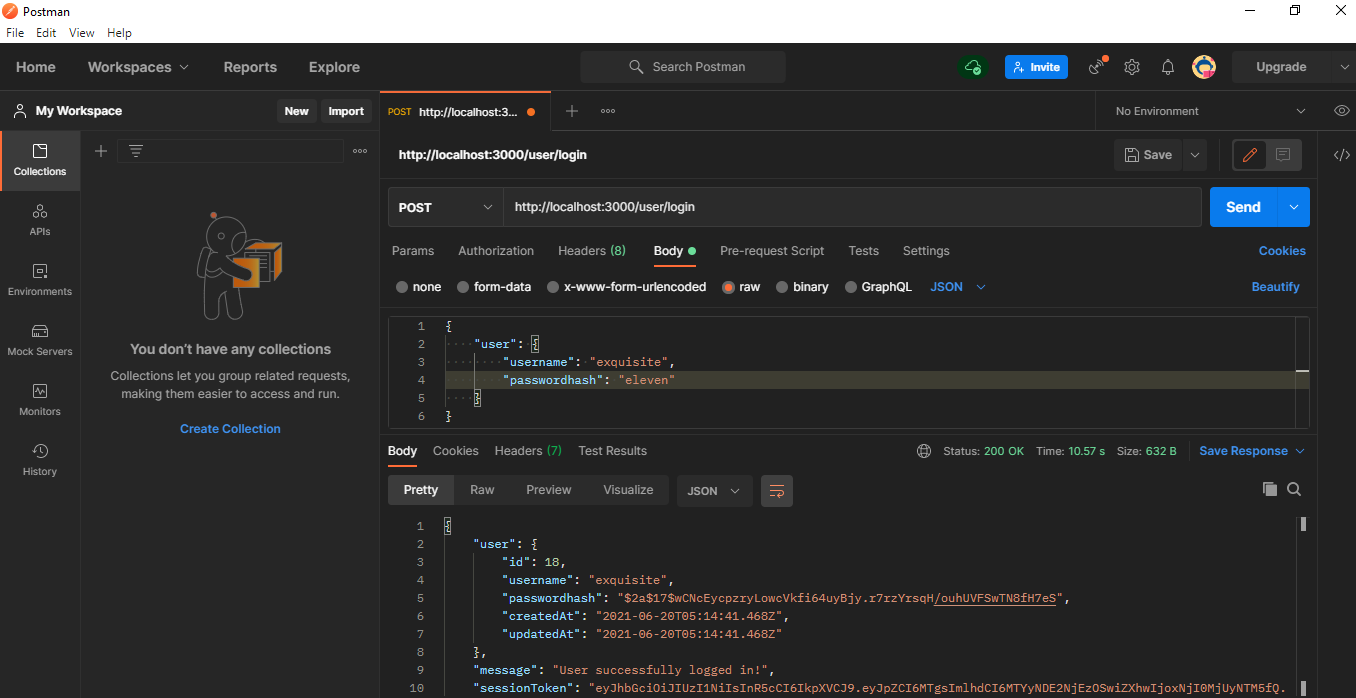 Postman
File Edit View Help
Home Workspaces Reports Explore Search Postman Invite Upgrade
My Workspace New Import POST http://localhost:3... No Environment
Collections
APIs
Environments
Mock Servers
Monitors
History
You don't have any collections
Collections let you group related requests,
making them easier to access and run.
Create Collection
http://localhost:3000/user/login Save
POST http://localhost:3000/user/login Send
Params Authorization Headers (8) Body Pre-request Script Tests Settings Cookies
none form-data x-www-form-urlencoded raw binary GraphQL JSON Beautify
1 {
2 "user": {
3 "username": "exquisite",
4 "passwordhash": "eleven"
5 }
6 }
Body Cookies Headers (7) Test Results Status: 200 OK Time: 10.57 s Size: 632 B Save Response
Pretty Raw Preview Visualize JSON
1 {
2 "user": {
3 "id": 18,
4 "username": "exquisite",
5 "passwordhash": "$2a$17$wCNcEycpzryLowcVkfi64uyBjy.r7rzYrsqH/ouhUVFSwTN8fH7eS",
6 "createdAt": "2021-06-20T05:14:41.468Z",
7 "updatedAt": "2021-06-20T05:14:41.468Z"
8 },
9 "message": "User successfully logged in!",
10 "sessionToken": "eyJhbGciOiJIUzI1NiIsInR5cCI6IkpXVCJ9.eyJpZCI6MTgsImlhdCI6MTYyNDE2NjEzOSwiZXhwIjoxNjI0MjUyNTM5fQ.